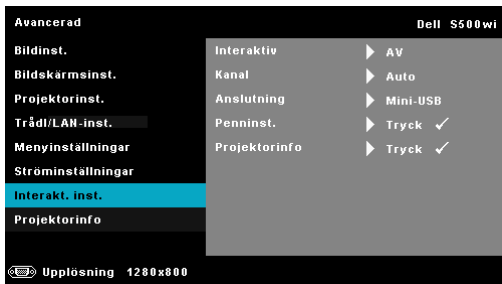 Avancerad Dell S500wi
Bildinst. Interaktiv AV
Bildskärmsinst. Kanal Auto
Projektorinst. Anslutning Mini-USB
Trådl/LAN-inst. Penninst. Tryck ✓
Menyinställningar Projektorinfo Tryck ✓
Ströminställningar
Interakt. inst.
Projektorinfo
Upplösning 1280x800